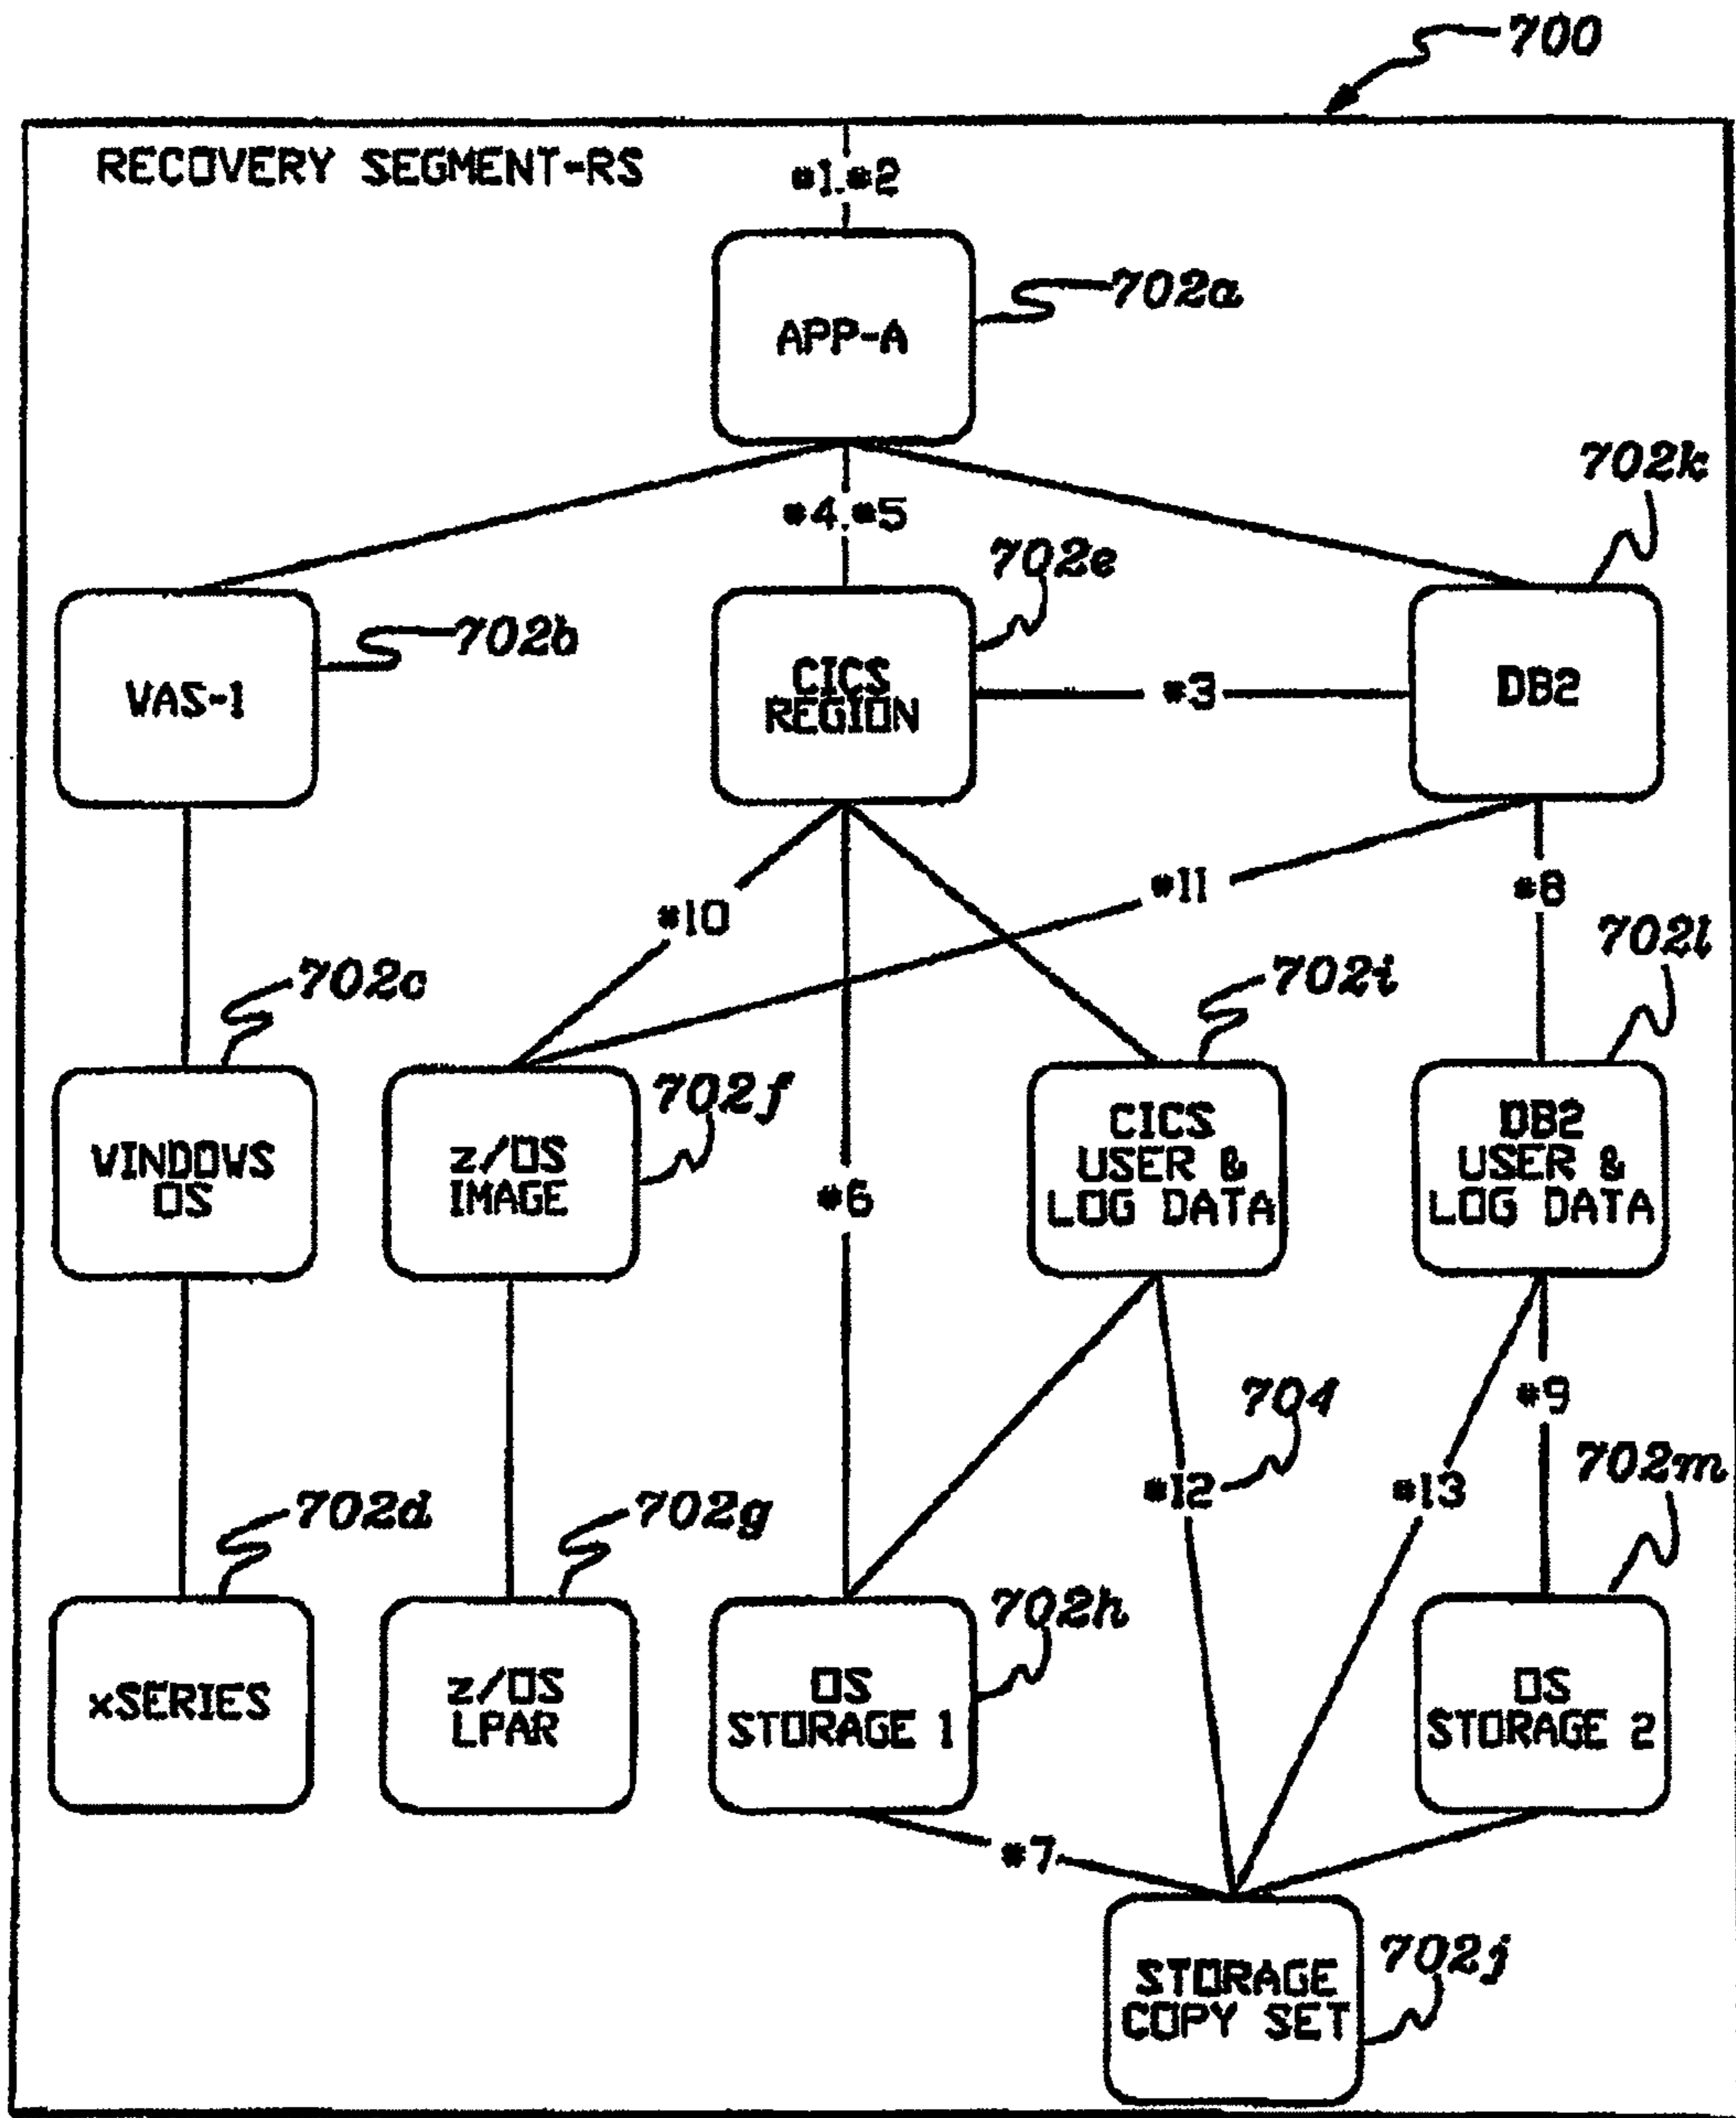 700
RECOVERY SEGMENT-RS
#1.#2
APP-A
702a
702k
#4.#5
702e
702b
WAS-1
CICS
REGION
#3
DB2
#11
#8
#10
702l
702c
702i
702f
WINDOWS
OS
z/OS
IMAGE
#6
CICS
USER &
LOG DATA
DB2
USER &
LOG DATA
704
#9
702m
#12
#13
702d
702g
702h
xSERIES
z/OS
LPAR
OS
STORAGE 1
OS
STORAGE 2
#7
702j
STORAGE
COPY SET